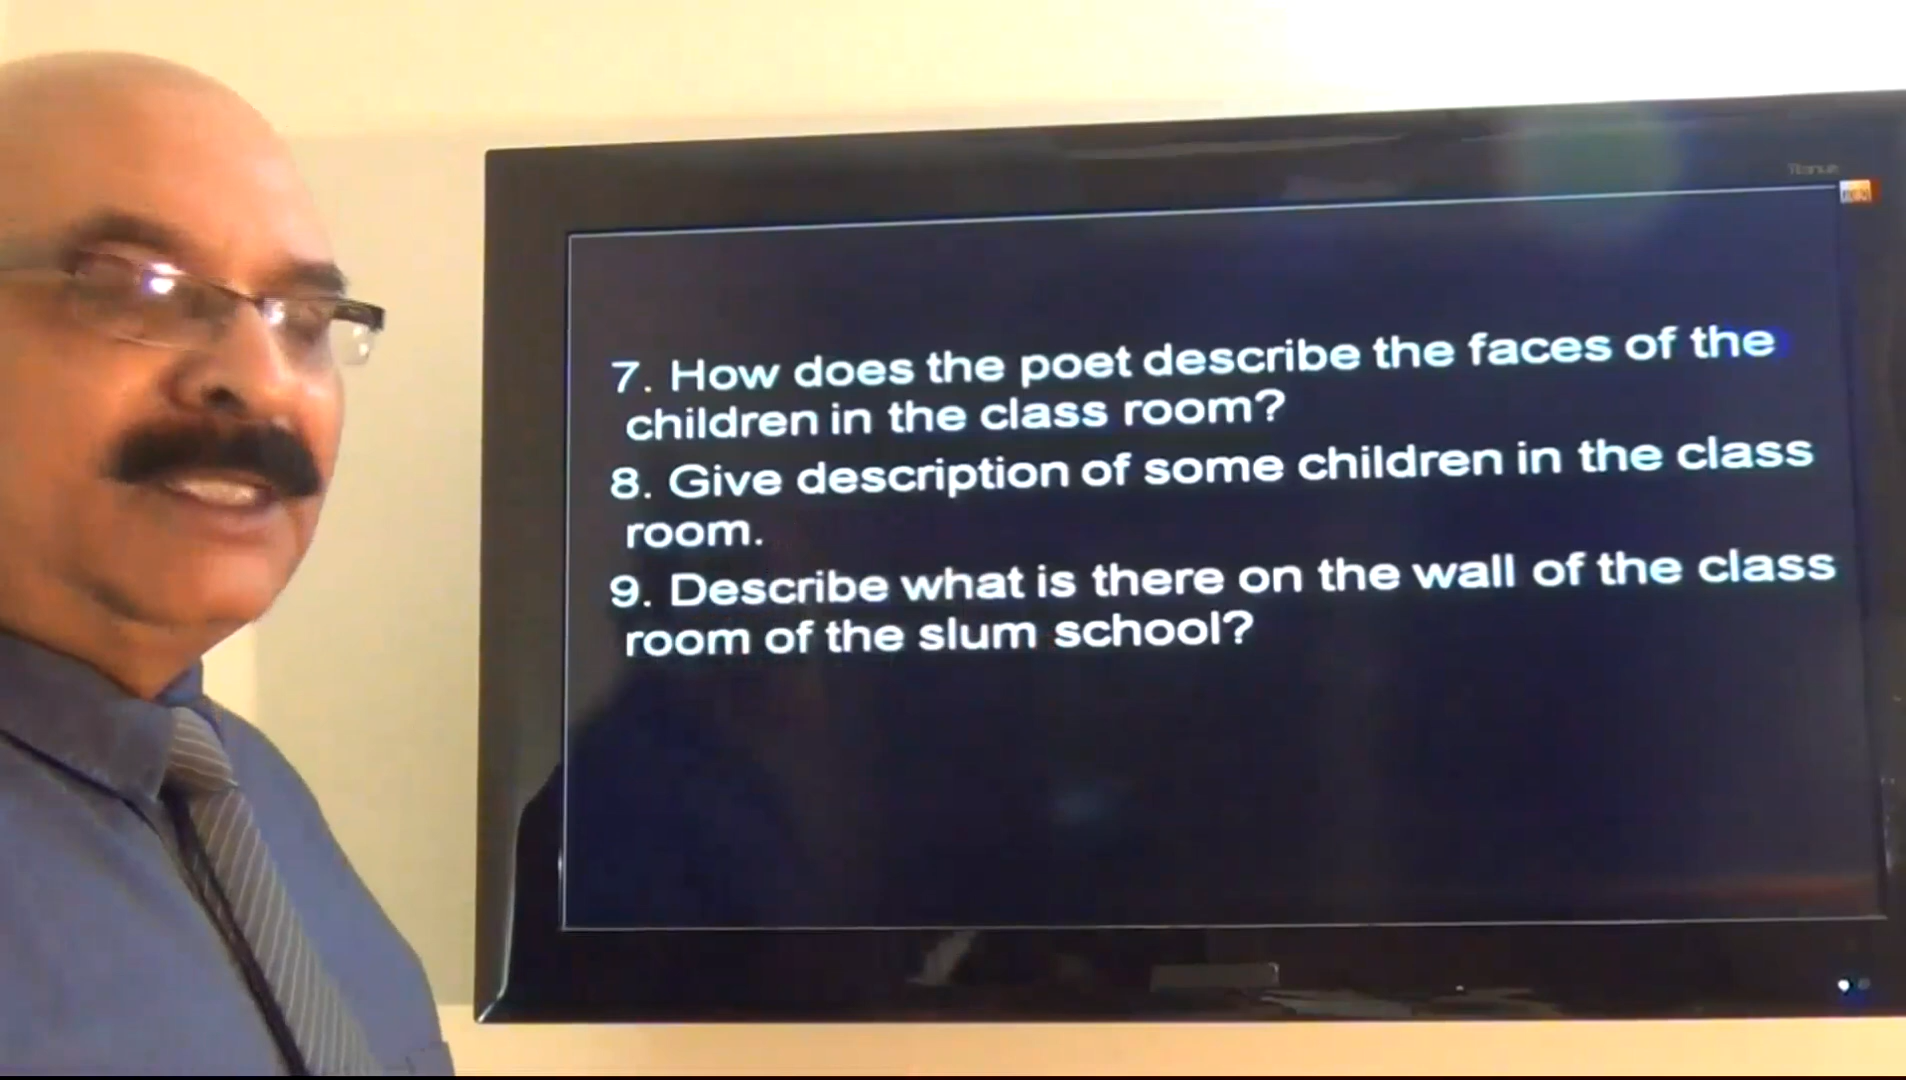 7. How does the poet describe the faces of the
children in the class room?
8. Give description of some children in the class
room.
9. Describe what is there on the wall of the class
room of the slum school?